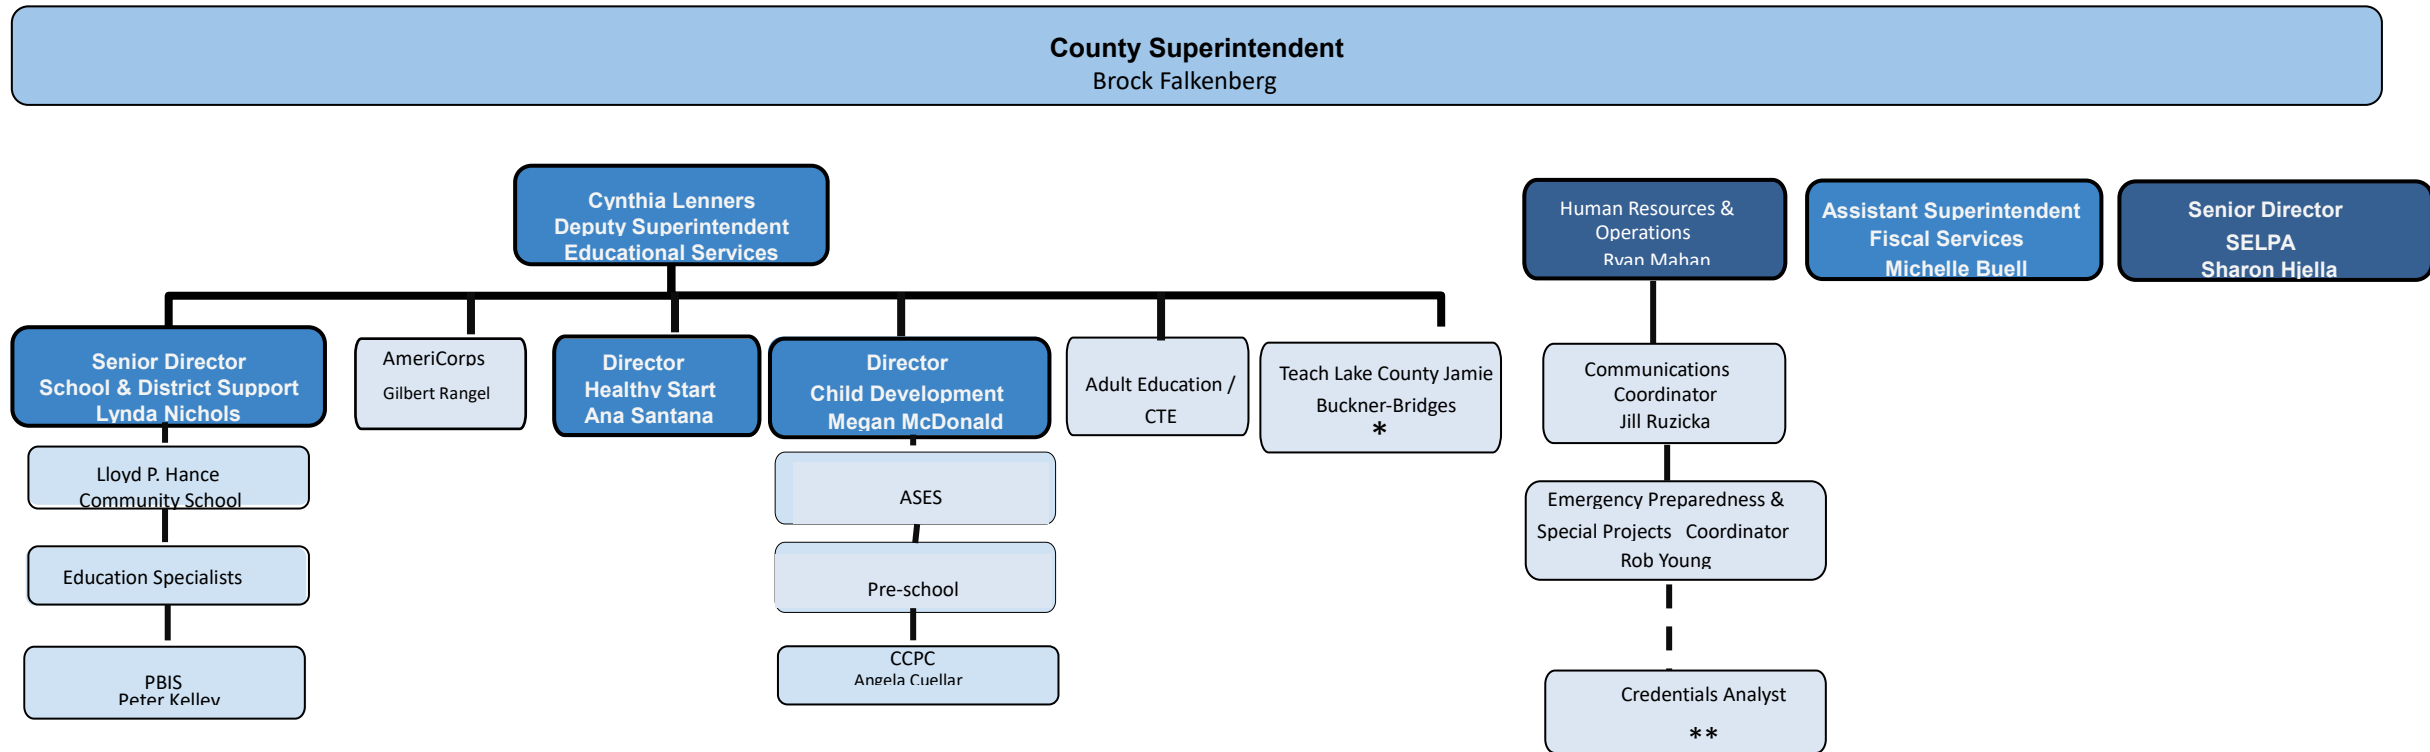 County Superintendent
Brock Falkenberg
Cynthia Lenners
Deputy Superintendent
Educational Services
Human Resources &
Operations
Ryan Mahan
Assistant Superintendent
Fiscal Services
Michelle Buell
Senior Director
SELPA
Sharon Hjella
Senior Director
School & District Support
Lynda Nichols
AmeriCorps
Gilbert Rangel
Director
Healthy Start
Ana Santana
Director
Child Development
Megan McDonald
Adult Education /
CTE
Teach Lake County Jamie
Buckner-Bridges
*
Communications
Coordinator
Jill Ruzicka
Lloyd P. Hance
Community School
ASES
Emergency Preparedness &
Special Projects Coordinator
Rob Young
Education Specialists
Pre-school
PBIS
Peter Kelley
CCPC
Angela Cuellar
Credentials Analyst
**